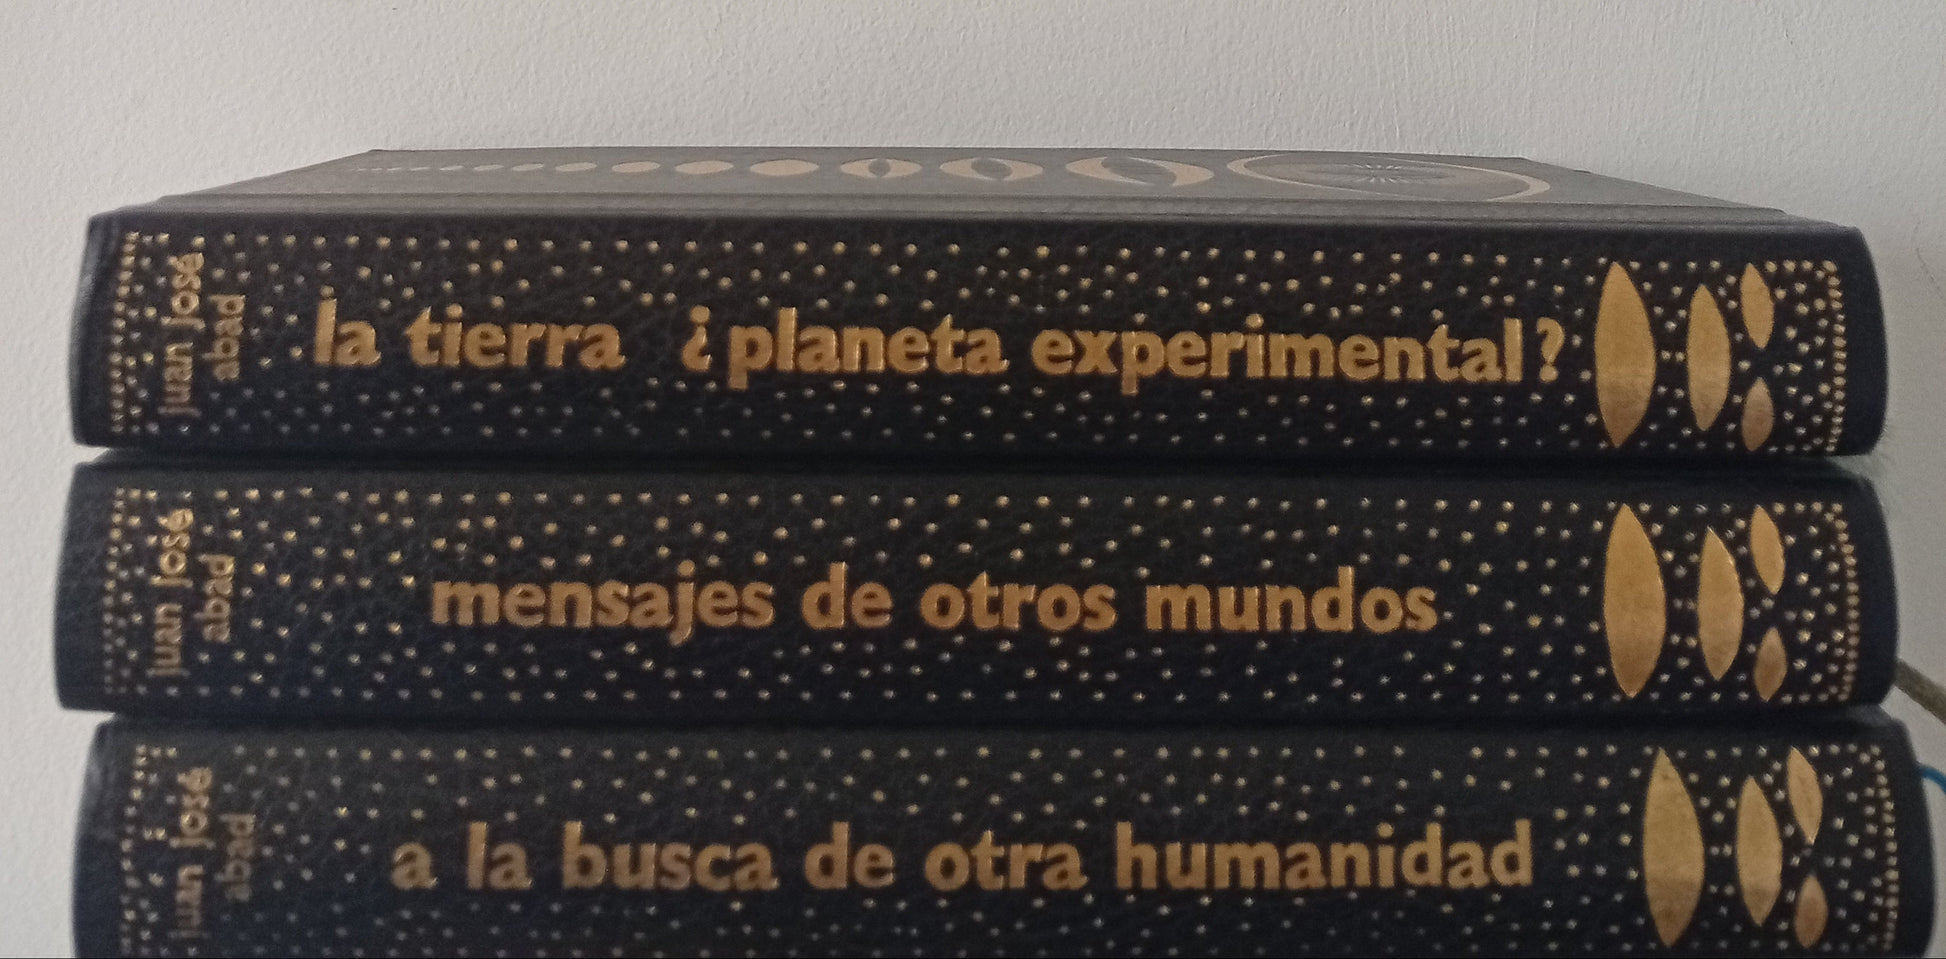 juan josé
abad
la tierra ¿planeta experimental?
juan josé
abad
mensajes de otros mundos
juan josé
abad
a la busca de otra humanidad